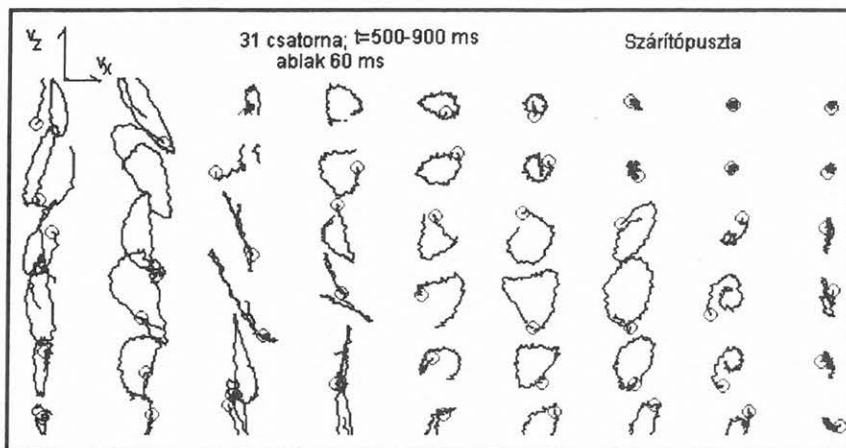 Vz
31 csatorna; t=500-900 ms
Szárítópuszta
Vx
ablak 60 ms